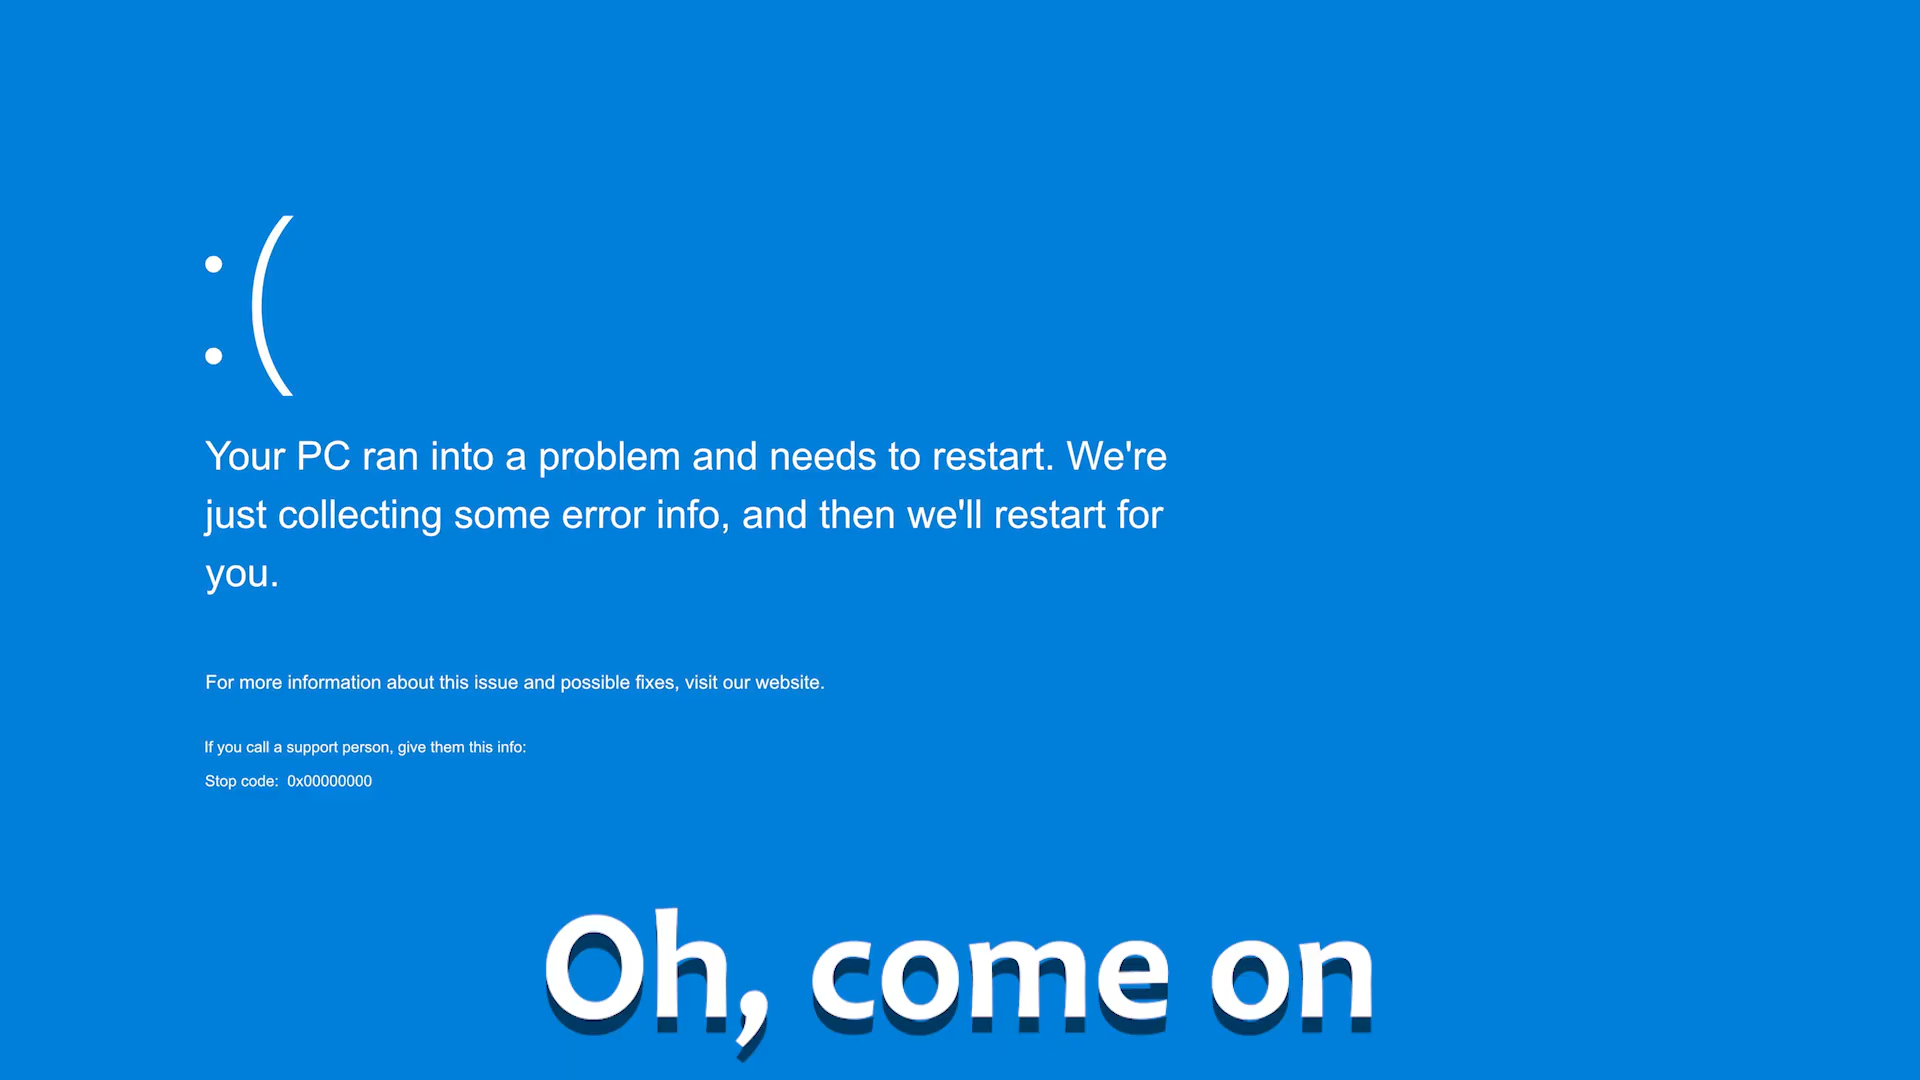 :(
Your PC ran into a problem and needs to restart. We're
just collecting some error info, and then we'll restart for
you.
For more information about this issue and possible fixes, visit our website.
If you call a support person, give them this info:
Stop code: 0x00000000
Oh, come on